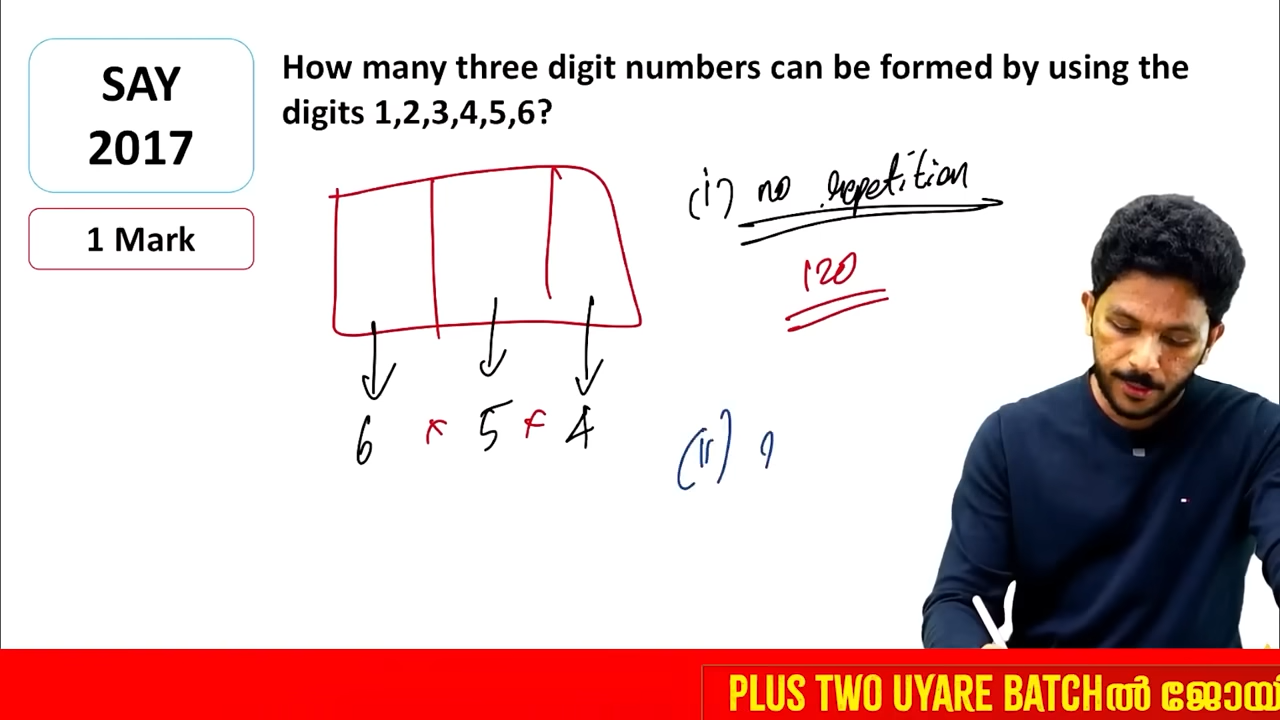 SAY
2017
1 Mark
How many three digit numbers can be formed by using the
digits 1,2,3,4,5,6?
(i) no repetition
120
6 × 5 × 4
(ii)
PLUS TWO UYARE BATCHൽ ജോയി